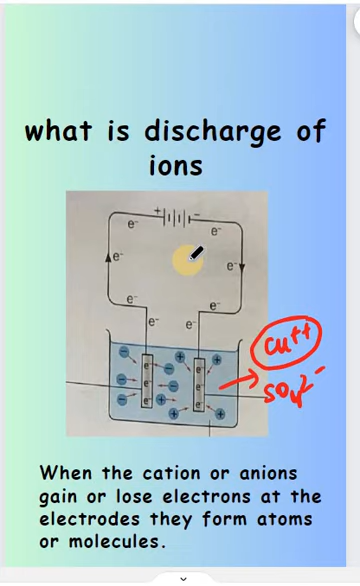 what is discharge of
ions
+ -
e⁻ e⁻
e⁻ e⁻
e⁻ e⁻
e⁻ e⁻
Cu⁺⁺
SO₄²⁻
When the cation or anions
gain or lose electrons at the
electrodes they form atoms
or molecules.